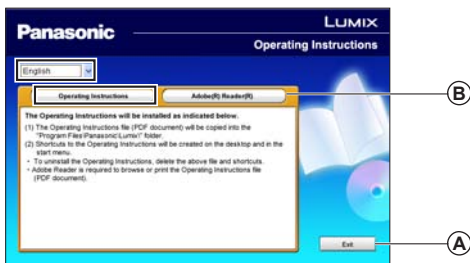 Panasonic
LUMIX
Operating Instructions
English
Operating Instructions
Adobe(R) Reader(R)
B
The Operating Instructions will be installed as indicated below.
(1) The Operating Instructions file (PDF document) will be copied into the
"Program Files\Panasonic\Lumix\" folder.
(2) Shortcuts to the Operating Instructions will be created on the desktop and in the
start menu.
・ To uninstall the Operating Instructions, delete the above file and shortcuts.
・ Adobe Reader is required to browse or print the Operating Instructions file
(PDF document).
Exit
A